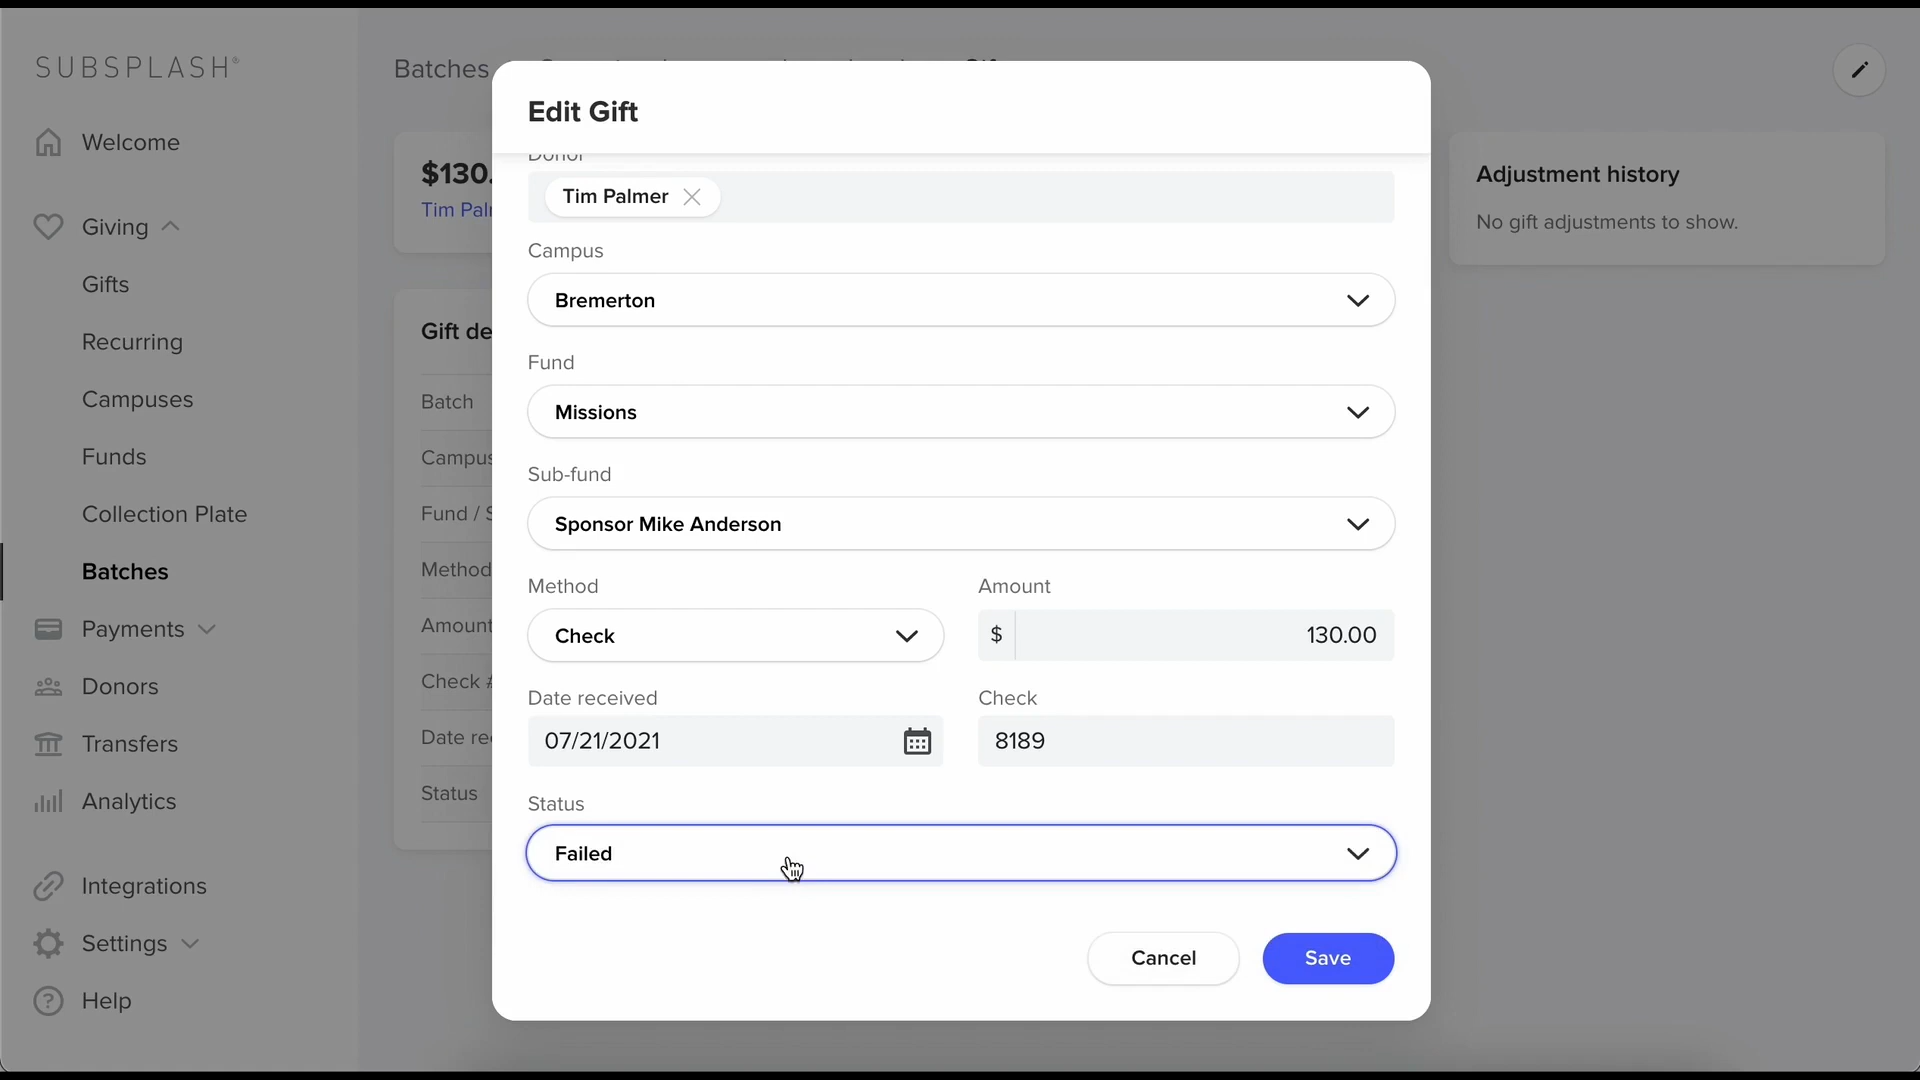 SUBSPLASH®
Welcome
Giving
Gifts
Recurring
Campuses
Funds
Collection Plate
Batches
Payments
Donors
Transfers
Analytics
Integrations
Settings
Help
Batches
$130.
Tim Pal
Gift de
Batch
Campus
Fund / S
Method
Amount
Check #
Date re
Status
Edit Gift
Donor
Tim Palmer
Campus
Bremerton
Fund
Missions
Sub-fund
Sponsor Mike Anderson
Method
Check
Amount
$ 130.00
Date received
07/21/2021
Check
8189
Status
Failed
Cancel
Save
Adjustment history
No gift adjustments to show.